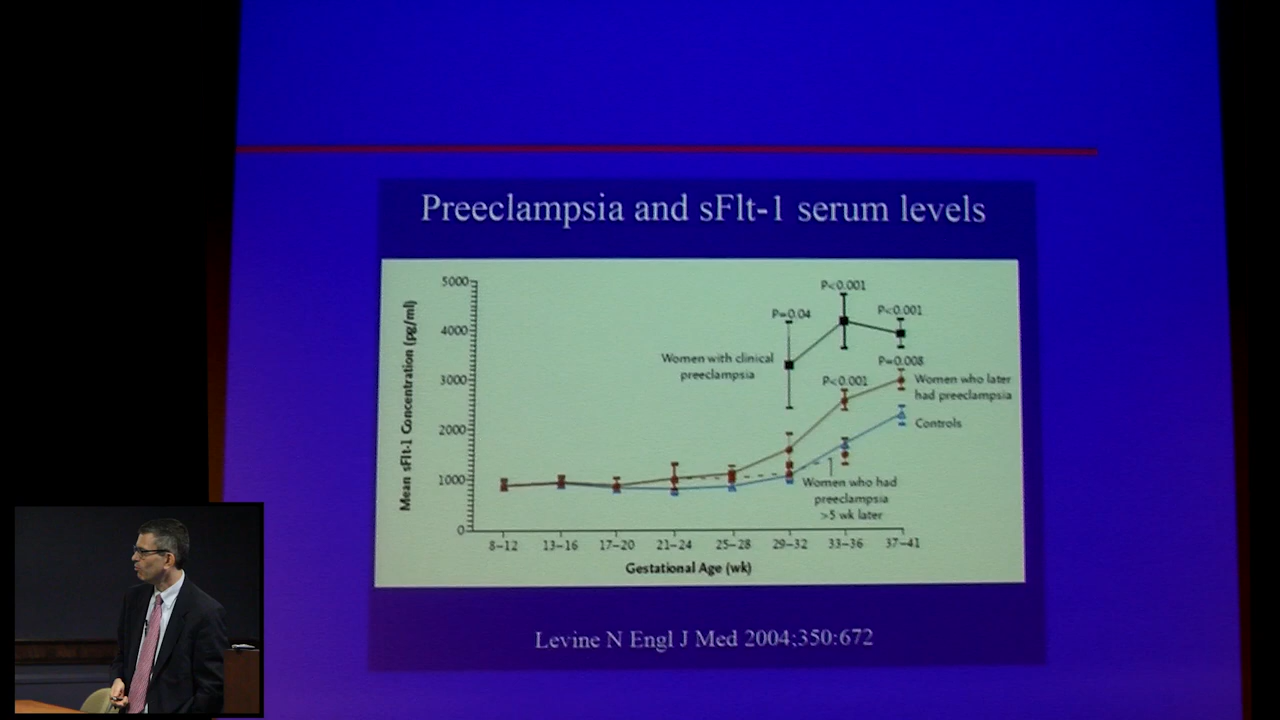 Preeclampsia and sFlt-1 serum levels
Mean sFlt-1 Concentration (pg/ml)
5000
4000
3000
2000
1000
0
P=0.04
P<0.001
P<0.001
P<0.001
P=0.008
Women with clinical
preeclampsia
Women who later
had preeclampsia
Controls
Women who had
preeclampsia
>5 wk later
8–12
13–16
17–20
21–24
25–28
29–32
33–36
37–41
Gestational Age (wk)
Levine N Engl J Med 2004;350:672